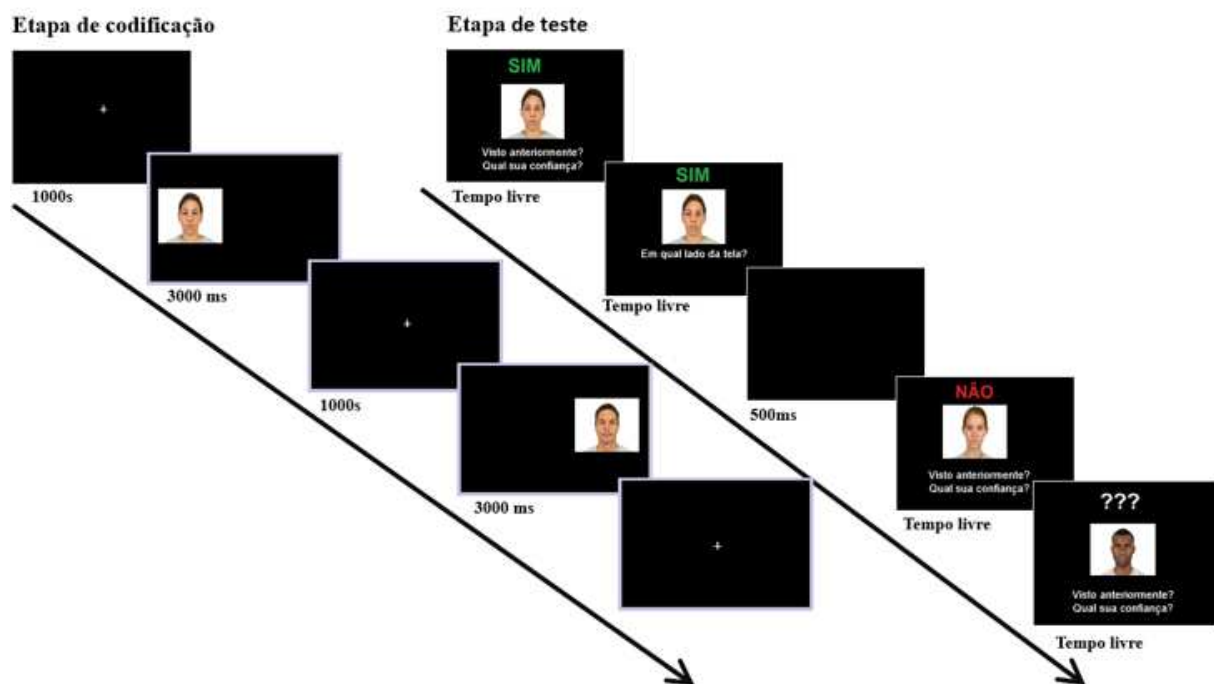 Etapa de codificação
1000s
3000 ms
1000s
3000 ms
Etapa de teste
SIM
Visto anteriormente?
Qual sua confiança?
Tempo livre
SIM
Em qual lado da tela?
Tempo livre
500ms
NÃO
Visto anteriormente?
Qual sua confiança?
Tempo livre
???
Visto anteriormente?
Qual sua confiança?
Tempo livre